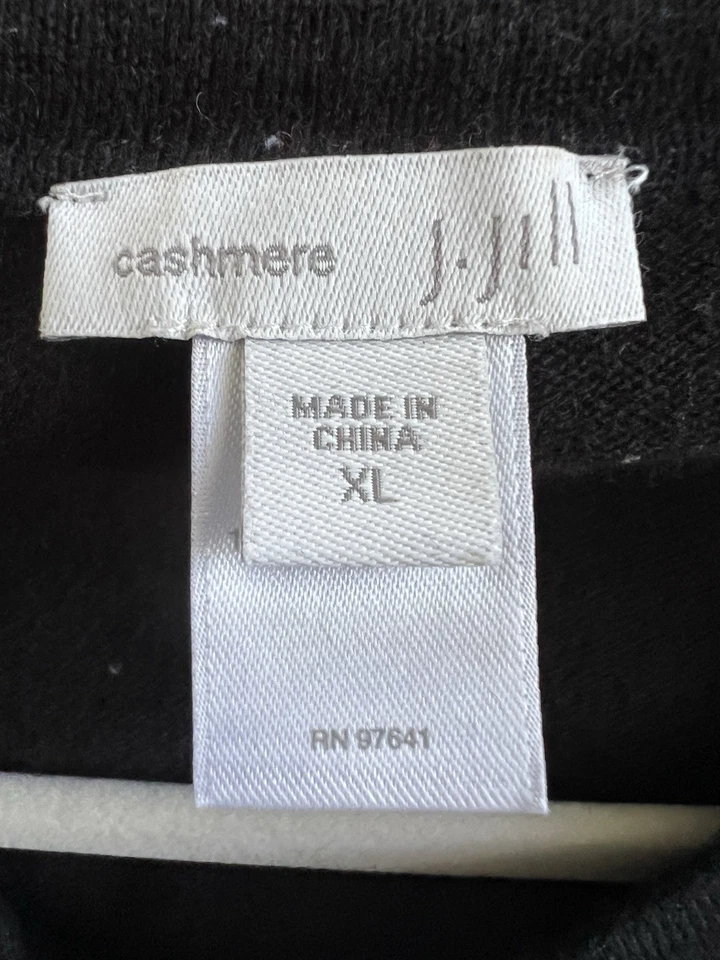 cashmere J.Jill
MADE IN
CHINA
XL
RN 97641